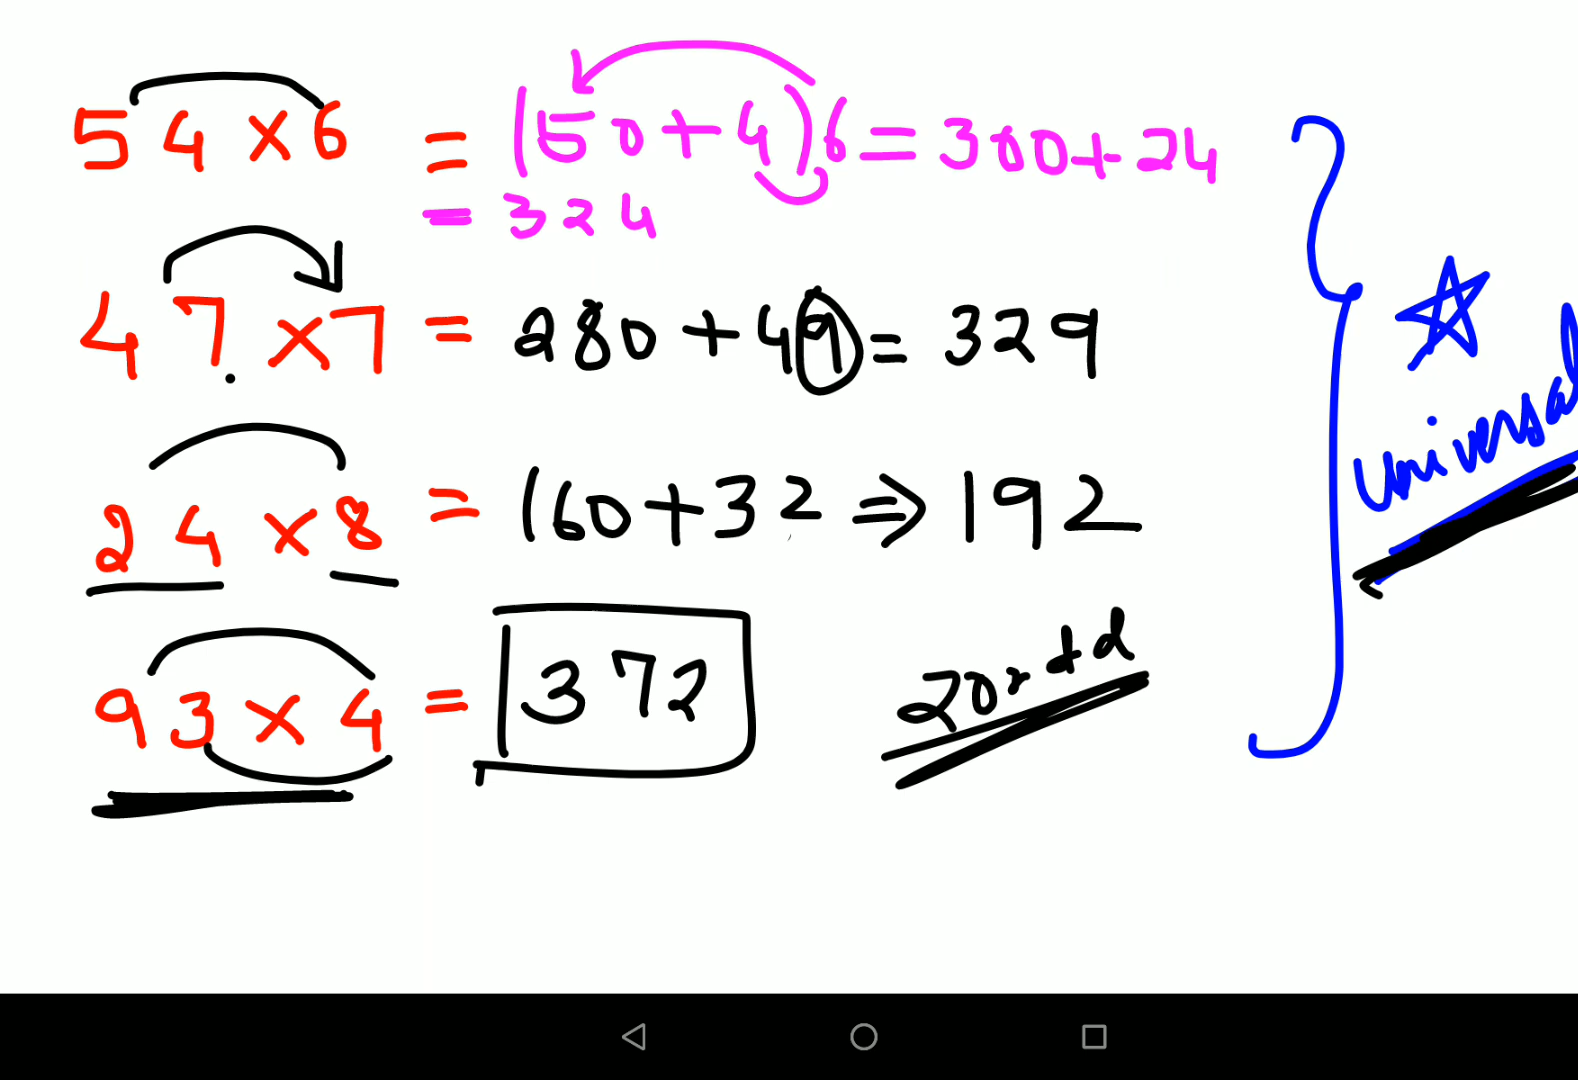 54 × 6 = (50+4)6 = 300+24
= 324
47 × 7 = 280 + 49 = 329
universal
24 × 8 = 160+32 ⇒ 192
93 × 4 = 372